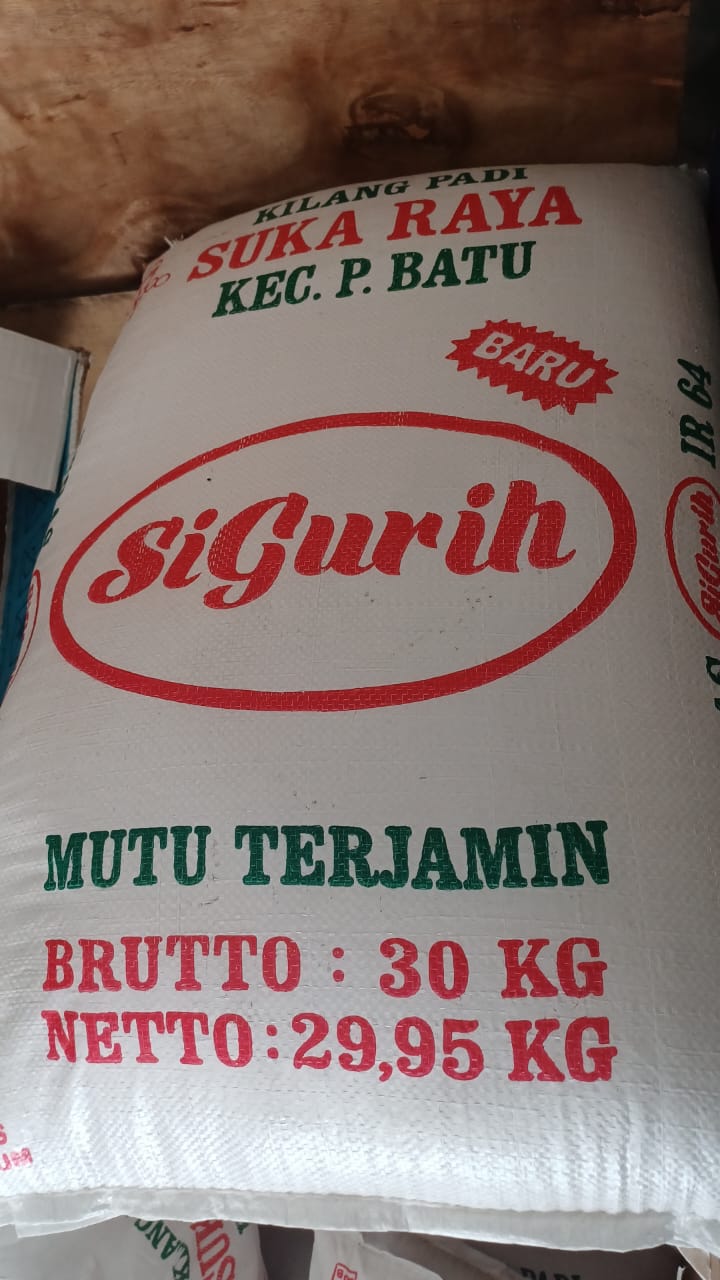 KILANG PADI
SUKA RAYA
KEC. P. BATU
BARU
SiGurih
IR 64
SiGurih
MUTU TERJAMIN
BRUTTO : 30 KG
NETTO : 29,95 KG